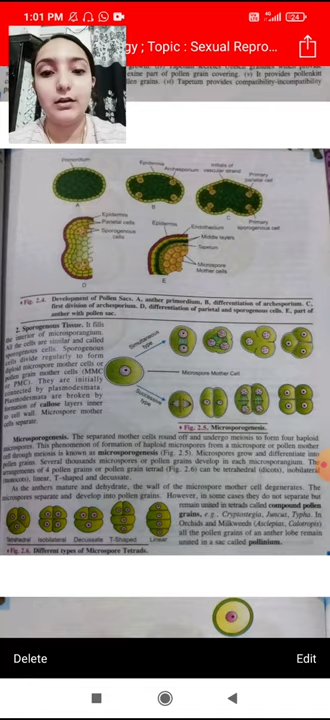 1:01 PM
24
gy ; Topic : Sexual Repro...
exine part of pollen grain covering. (v) It provides pollenkitt
llen grains. (vi) Tapetum provides compatibility-incompatibility
Primordium
Epidermis
Archesporium
Initials of
vascular strand
Primary
parietal cell
A
B
C
Primary
sporogenous cell
Epidermis
Parietal cells
Sporogenous
cells
D
Epidermis
Endothecium
Middle layers
Tapetum
Microspore
Mother cells
E
Fig. 2.4. Development of Pollen Sacs. A, anther primordium. B, differentiation of archesporium. C,
first division of archesporium. D, differentiation of parietal and sporogenous cells. E, part of
anther with pollen sac.
2. Sporogenous Tissue. It fills
the interior of microsporangium.
All the cells are similar and called
sporogenous cells. Sporogenous
cells divide regularly to form
diploid microspore mother cells or
pollen grain mother cells (MMC
or PMC). They are initially
connected by plasmodesmata.
Plasmodesmata are broken by
formation of callose layers inner
to cell wall. Microspore mother
cells separate.
Simultaneous
type
Microspore Mother Cell
Successive
type
Fig. 2.5. Microsporogenesis.
Microsporogenesis. The separated mother cells round off and undergo meiosis to form four haploid
microspores. This phenomenon of formation of haploid microspores from a microspore or pollen mother
cell through meiosis is known as microsporogenesis (Fig. 2.5). Microspores grow and differentiate into
pollen grains. Several thousands microspores or pollen grains develop in each microsporangium. The
arrangements of 4 pollen grains or pollen grain tetrad (Fig. 2.6) can be tetrahedral (dicots), isobilateral
(monocots), linear, T-shaped and decussate.
As the anthers mature and dehydrate, the wall of the microspore mother cell degenerates. The
microspores separate and develop into pollen grains. However, in some cases they do not separate but
remain united in tetrads called compound pollen
grains, e.g., Cryptostegia, Juncus, Typha. In
Orchids and Milkweeds (Asclepias, Calotropis)
all the pollen grains of an anther lobe remain
united in a sac called pollinium.
Tetrahedral Isobilateral Decussate T-Shaped Linear
Fig. 2.6. Different types of Microspore Tetrads.
Delete
Edit